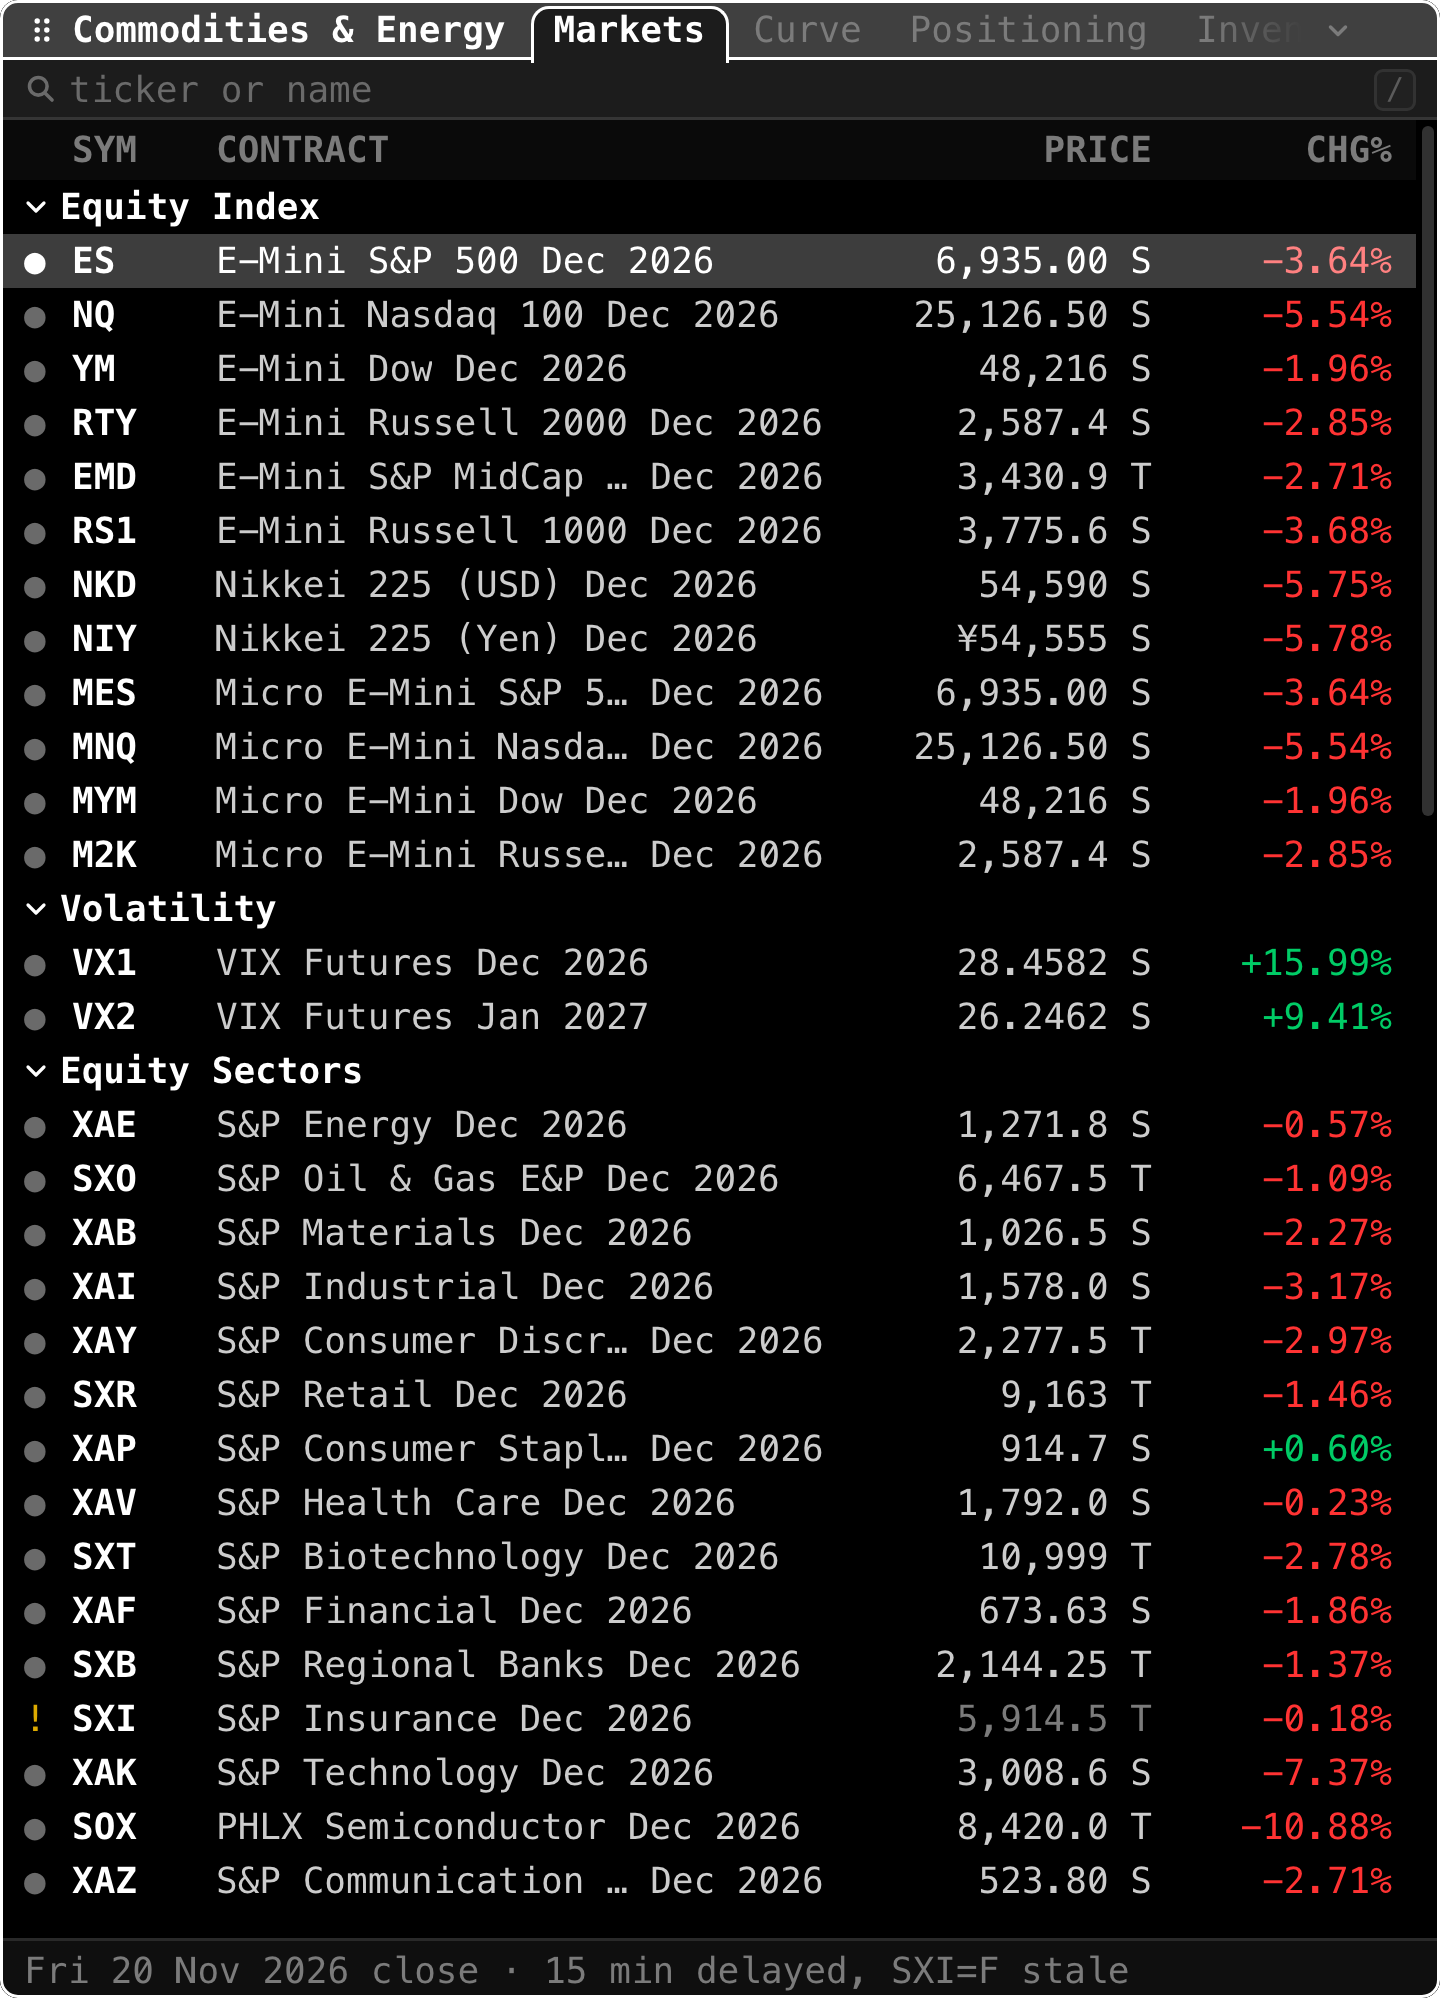 Commodities & Energy Markets Curve Positioning Inven
ticker or name /
SYM CONTRACT PRICE CHG%
Equity Index
ES E−Mini S&P 500 Dec 2026 6,935.00 S −3.64%
NQ E−Mini Nasdaq 100 Dec 2026 25,126.50 S −5.54%
YM E−Mini Dow Dec 2026 48,216 S −1.96%
RTY E−Mini Russell 2000 Dec 2026 2,587.4 S −2.85%
EMD E−Mini S&P MidCap … Dec 2026 3,430.9 T −2.71%
RS1 E−Mini Russell 1000 Dec 2026 3,775.6 S −3.68%
NKD Nikkei 225 (USD) Dec 2026 54,590 S −5.75%
NIY Nikkei 225 (Yen) Dec 2026 ¥54,555 S −5.78%
MES Micro E−Mini S&P 5… Dec 2026 6,935.00 S −3.64%
MNQ Micro E−Mini Nasda… Dec 2026 25,126.50 S −5.54%
MYM Micro E−Mini Dow Dec 2026 48,216 S −1.96%
M2K Micro E−Mini Russe… Dec 2026 2,587.4 S −2.85%
Volatility
VX1 VIX Futures Dec 2026 28.4582 S +15.99%
VX2 VIX Futures Jan 2027 26.2462 S +9.41%
Equity Sectors
XAE S&P Energy Dec 2026 1,271.8 S −0.57%
SXO S&P Oil & Gas E&P Dec 2026 6,467.5 T −1.09%
XAB S&P Materials Dec 2026 1,026.5 S −2.27%
XAI S&P Industrial Dec 2026 1,578.0 S −3.17%
XAY S&P Consumer Discr… Dec 2026 2,277.5 T −2.97%
SXR S&P Retail Dec 2026 9,163 T −1.46%
XAP S&P Consumer Stapl… Dec 2026 914.7 S +0.60%
XAV S&P Health Care Dec 2026 1,792.0 S −0.23%
SXT S&P Biotechnology Dec 2026 10,999 T −2.78%
XAF S&P Financial Dec 2026 673.63 S −1.86%
SXB S&P Regional Banks Dec 2026 2,144.25 T −1.37%
! SXI S&P Insurance Dec 2026 5,914.5 T −0.18%
XAK S&P Technology Dec 2026 3,008.6 S −7.37%
SOX PHLX Semiconductor Dec 2026 8,420.0 T −10.88%
XAZ S&P Communication … Dec 2026 523.80 S −2.71%
Fri 20 Nov 2026 close · 15 min delayed, SXI=F stale